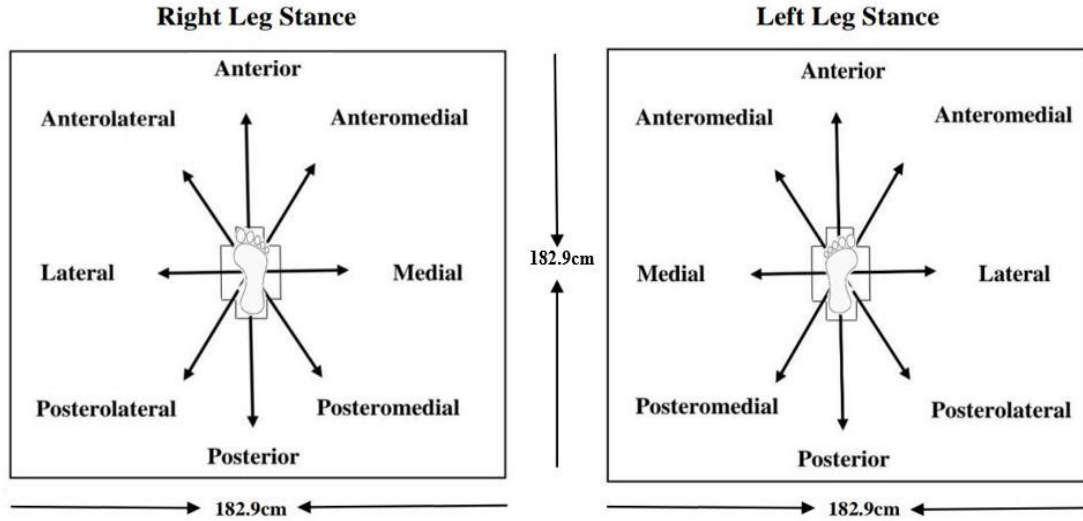 Right Leg Stance
Anterior
Anterolateral
Anteromedial
Lateral
Medial
Posterolateral
Posteromedial
Posterior
182.9cm
182.9cm
Left Leg Stance
Anterior
Anteromedial
Anteromedial
Medial
Lateral
Posteromedial
Posterolateral
Posterior
182.9cm